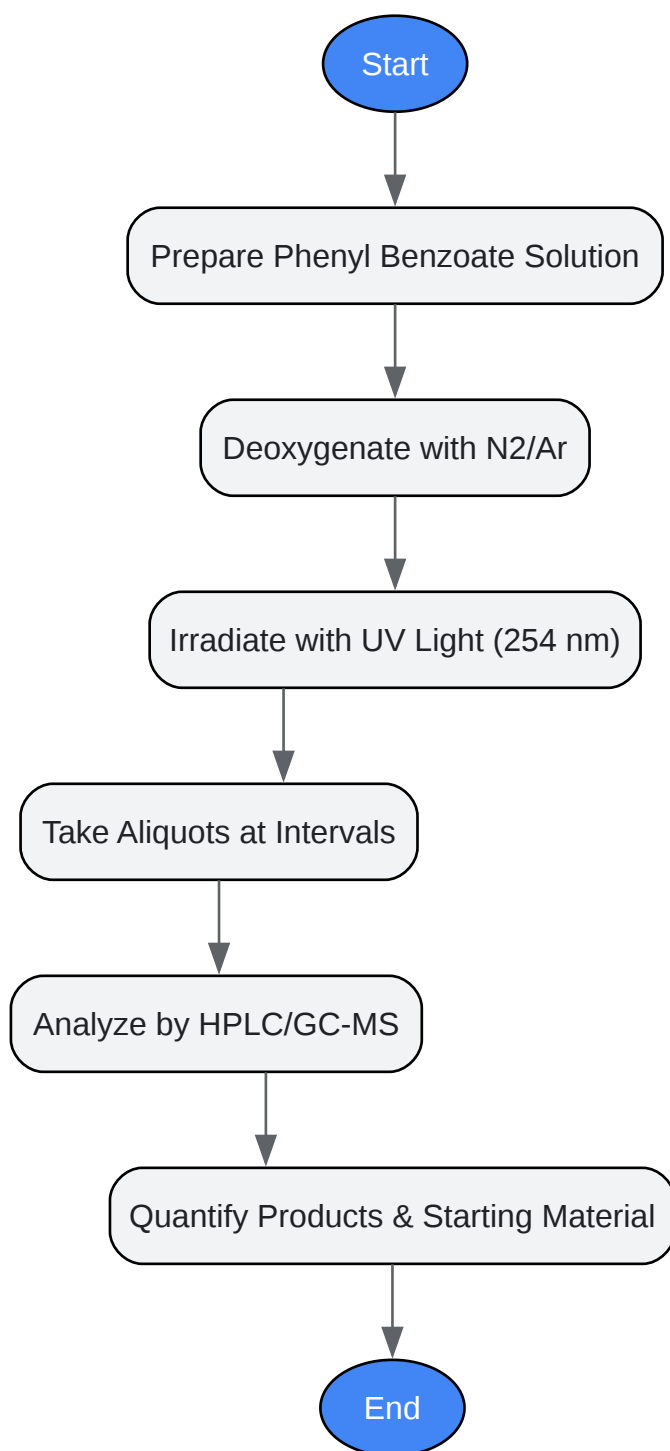 Start
Prepare Phenyl Benzoate Solution
Deoxygenate with N2/Ar
Irradiate with UV Light (254 nm)
Take Aliquots at Intervals
Analyze by HPLC/GC-MS
Quantify Products & Starting Material
End